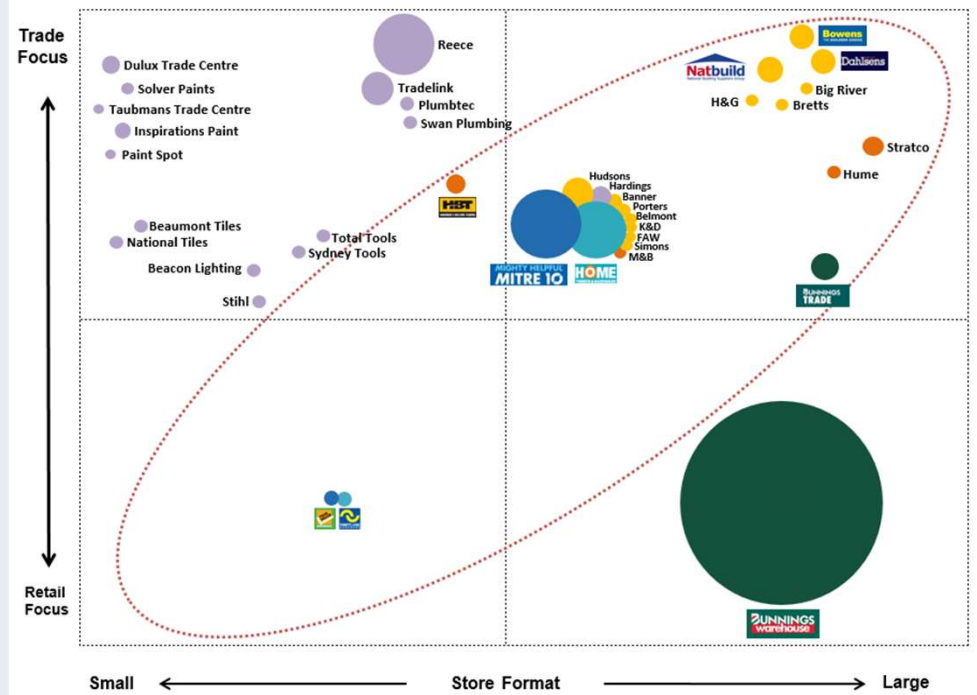 Trade
Focus
Reece
Dulux Trade Centre
Solver Paints
Taubmans Trade Centre
Inspirations Paint
Paint Spot
Tradelink
Plumbtec
Swan Plumbing
Bowens
Natbuild
Dahlsens
H&G
Big River
Bretts
Stratco
Hume
HBT
Hudsons
Hardings
Banner
Porters
Belmont
K&D
FAW
Simons
M&B
Beaumont Tiles
National Tiles
Total Tools
Sydney Tools
Beacon Lighting
Stihl
MIGHTY HELPFUL
MITRE 10
HOME
BUNNINGS
TRADE
Retail
Focus
BUNNINGS
warehouse
Small
Store Format
Large